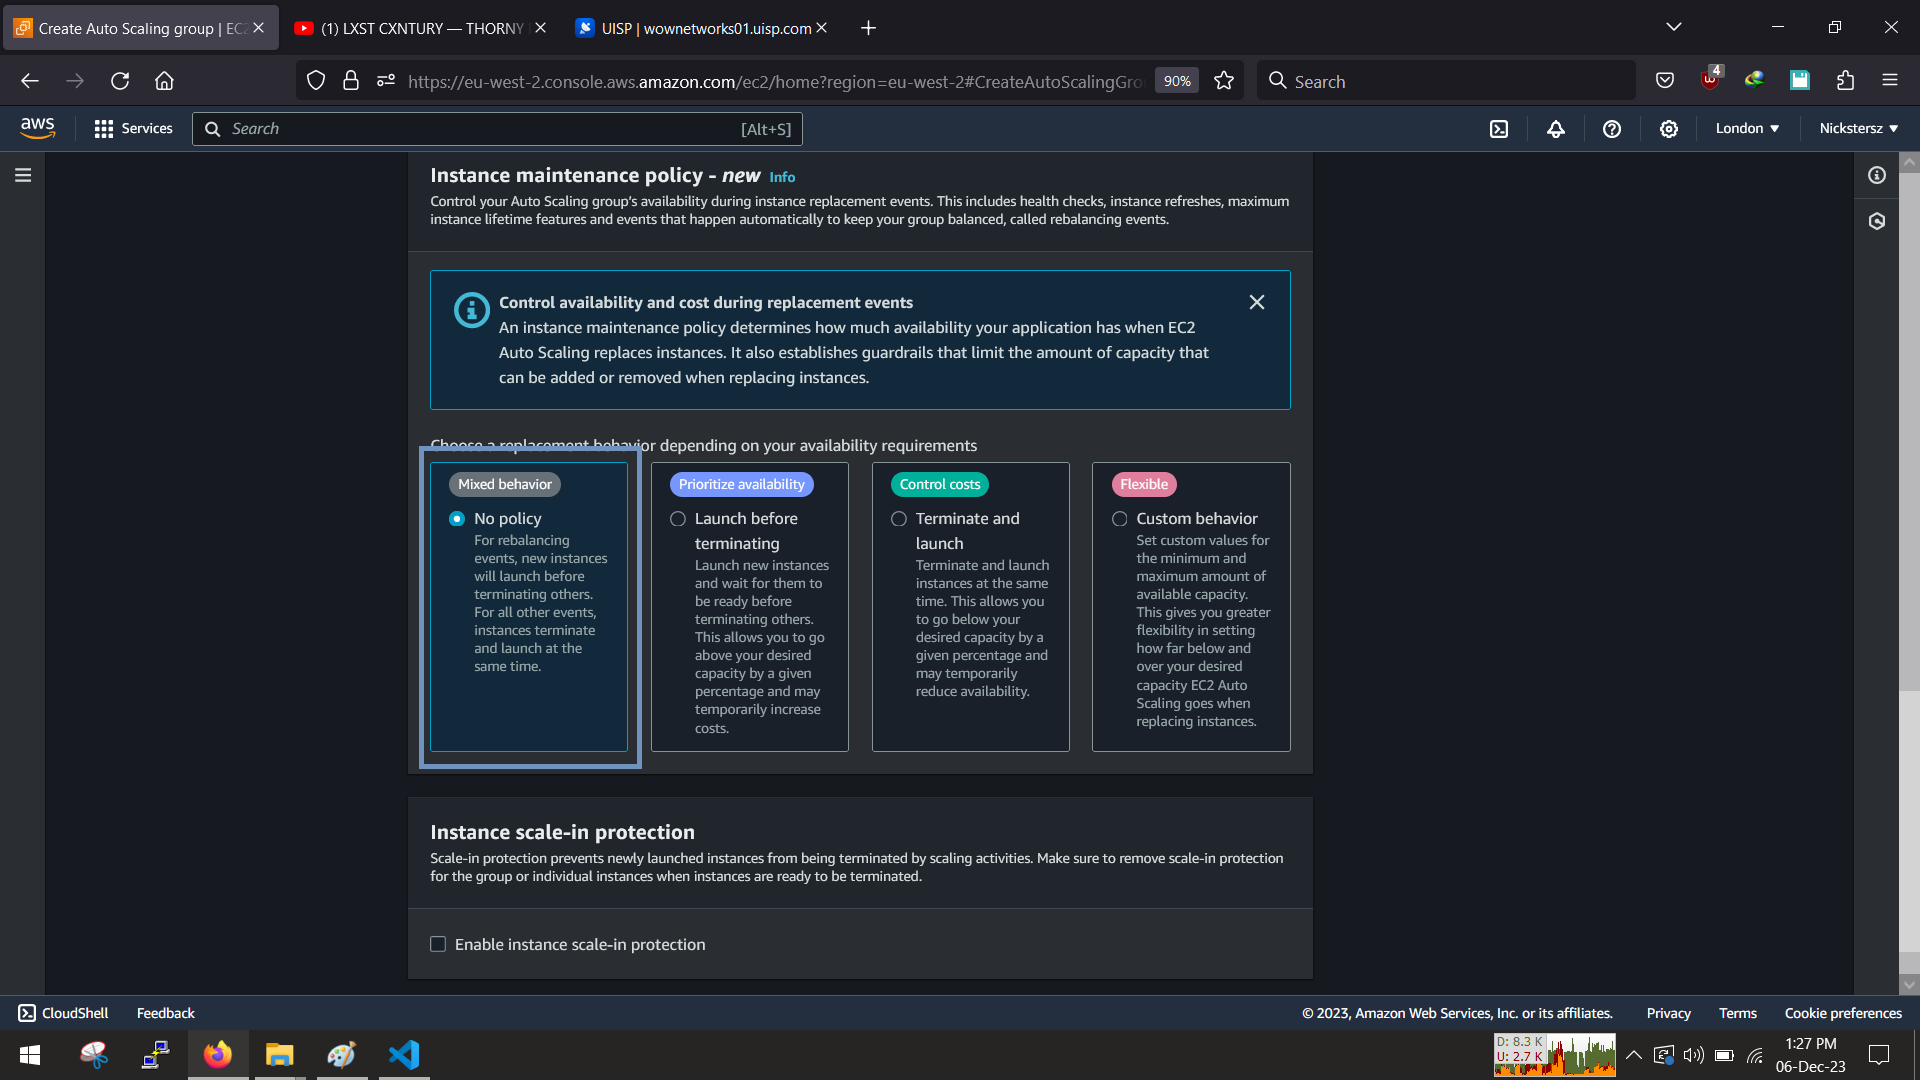 Create Auto Scaling group | EC2
(1) LXST CXNTURY — THORNY
UISP | wownetworks01.uisp.com
https://eu-west-2.console.aws.amazon.com/ec2/home?region=eu-west-2#CreateAutoScalingGro
90%
Search
4
aws
Services
Search
[Alt+S]
London
Nickstersz
Instance maintenance policy - new Info
Control your Auto Scaling group's availability during instance replacement events. This includes health checks, instance refreshes, maximum
instance lifetime features and events that happen automatically to keep your group balanced, called rebalancing events.
Control availability and cost during replacement events
An instance maintenance policy determines how much availability your application has when EC2
Auto Scaling replaces instances. It also establishes guardrails that limit the amount of capacity that
can be added or removed when replacing instances.
Choose a replacement behavior depending on your availability requirements
Mixed behavior
No policy
For rebalancing
events, new instances
will launch before
terminating others.
For all other events,
instances terminate
and launch at the
same time.
Prioritize availability
Launch before
terminating
Launch new instances
and wait for them to
be ready before
terminating others.
This allows you to go
above your desired
capacity by a given
percentage and may
temporarily increase
costs.
Control costs
Terminate and
launch
Terminate and launch
instances at the same
time. This allows you
to go below your
desired capacity by a
given percentage and
may temporarily
reduce availability.
Flexible
Custom behavior
Set custom values for
the minimum and
maximum amount of
available capacity.
This gives you greater
flexibility in setting
how far below and
over your desired
capacity EC2 Auto
Scaling goes when
replacing instances.
Instance scale-in protection
Scale-in protection prevents newly launched instances from being terminated by scaling activities. Make sure to remove scale-in protection
for the group or individual instances when instances are ready to be terminated.
Enable instance scale-in protection
CloudShell
Feedback
© 2023, Amazon Web Services, Inc. or its affiliates.
Privacy
Terms
Cookie preferences
D: 8.3 K
U: 2.7 K
1:27 PM
06-Dec-23